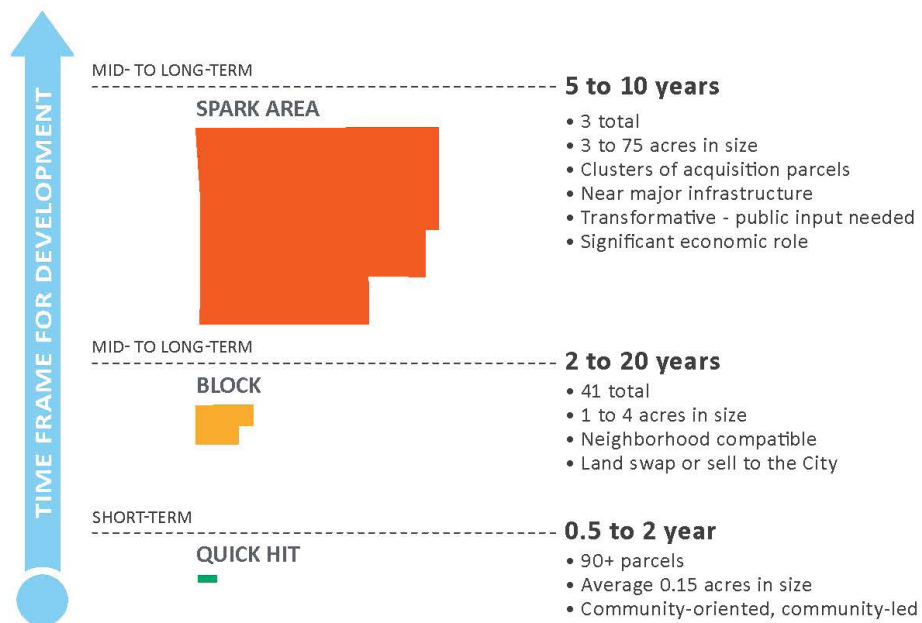 TIME FRAME FOR DEVELOPMENT
MID- TO LONG-TERM
SPARK AREA
5 to 10 years
• 3 total
• 3 to 75 acres in size
• Clusters of acquisition parcels
• Near major infrastructure
• Transformative - public input needed
• Significant economic role
MID- TO LONG-TERM
BLOCK
2 to 20 years
• 41 total
• 1 to 4 acres in size
• Neighborhood compatible
• Land swap or sell to the City
SHORT-TERM
QUICK HIT
0.5 to 2 year
• 90+ parcels
• Average 0.15 acres in size
• Community-oriented, community-led